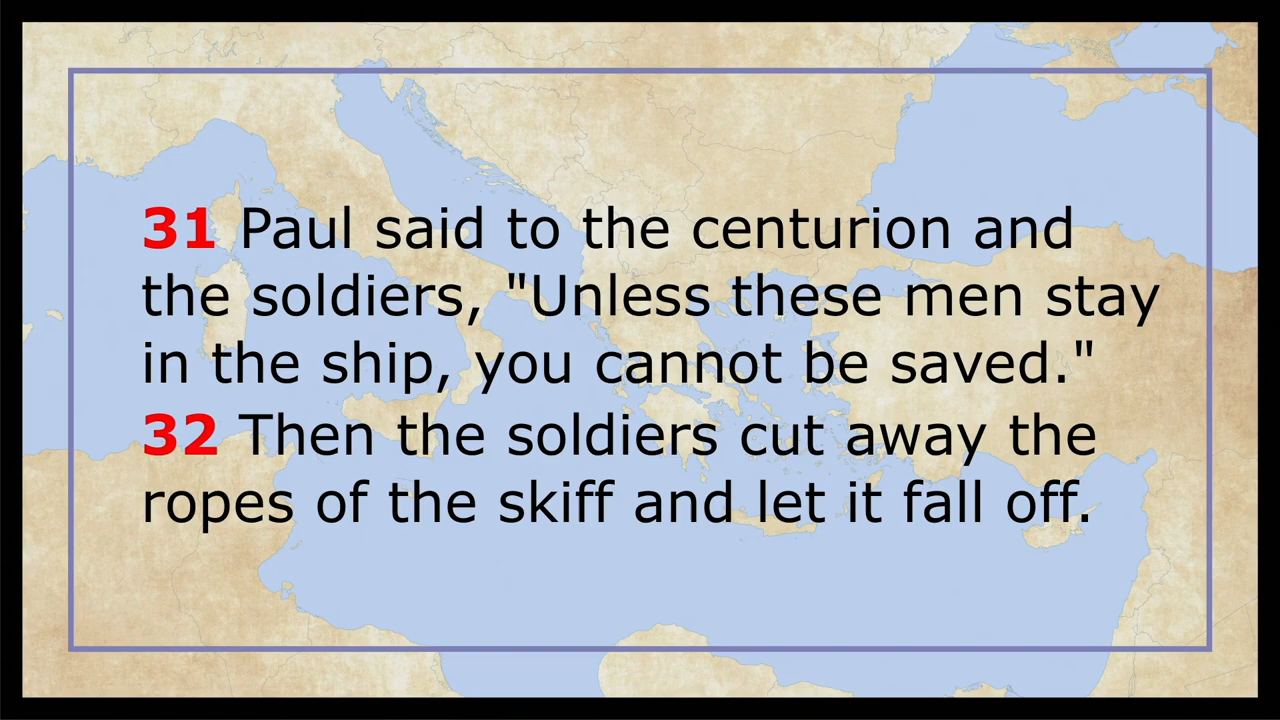 31 Paul said to the centurion and
the soldiers, "Unless these men stay
in the ship, you cannot be saved."
32 Then the soldiers cut away the
ropes of the skiff and let it fall off.